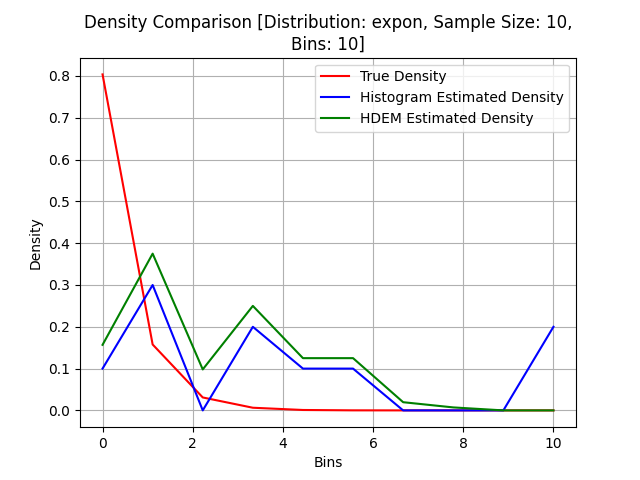 Density Comparison [Distribution: expon, Sample Size: 10,
Bins: 10]
True Density
Histogram Estimated Density
HDEM Estimated Density
Density
0.8
0.7
0.6
0.5
0.4
0.3
0.2
0.1
0.0
0 2 4 6 8 10
Bins